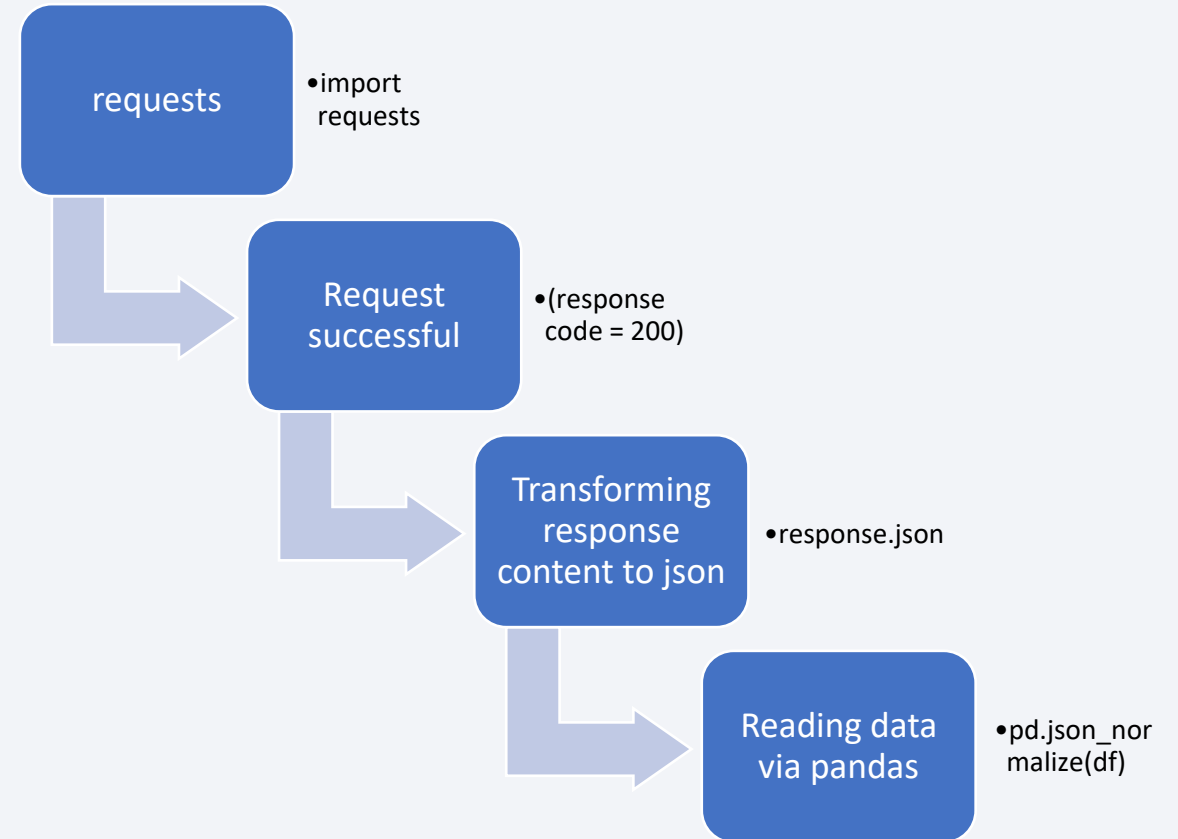 requests
•import
requests
Request
successful
•(response
code = 200)
Transforming
response
content to json
•response.json
Reading data
via pandas
•pd.json_nor
malize(df)